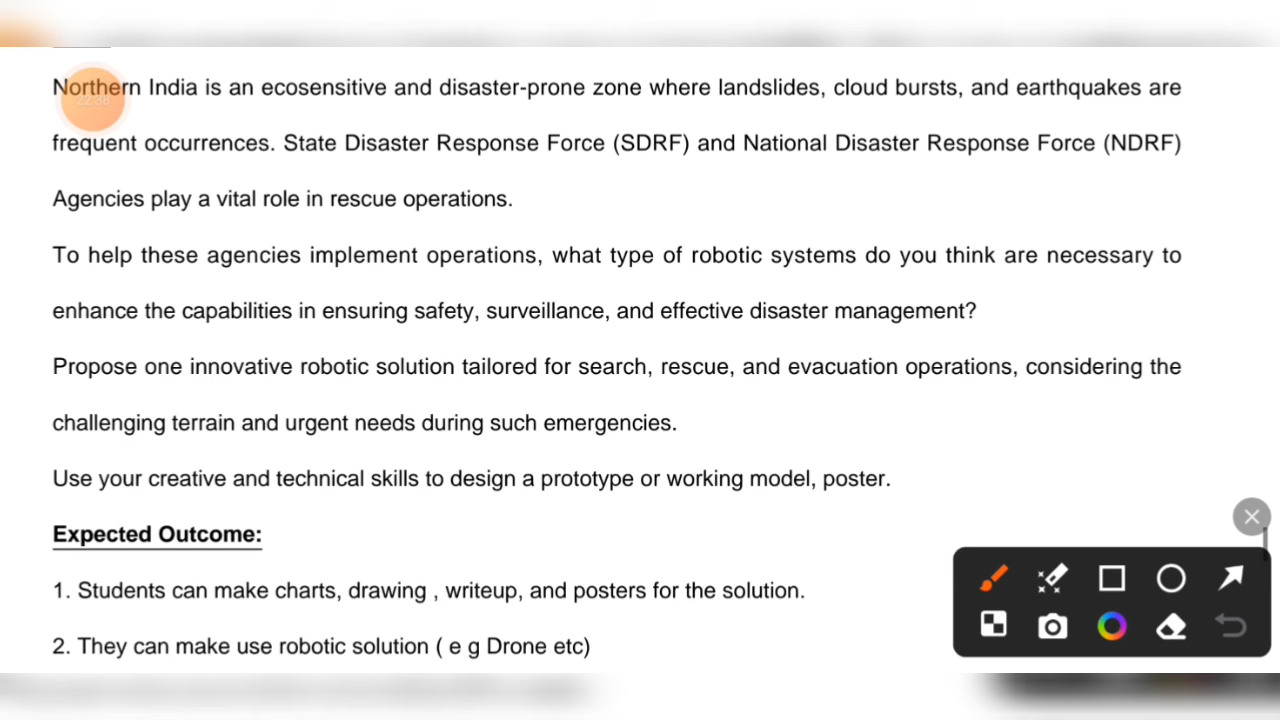 Northern India is an ecosensitive and disaster-prone zone where landslides, cloud bursts, and earthquakes are
frequent occurrences. State Disaster Response Force (SDRF) and National Disaster Response Force (NDRF)
Agencies play a vital role in rescue operations.
To help these agencies implement operations, what type of robotic systems do you think are necessary to
enhance the capabilities in ensuring safety, surveillance, and effective disaster management?
Propose one innovative robotic solution tailored for search, rescue, and evacuation operations, considering the
challenging terrain and urgent needs during such emergencies.
Use your creative and technical skills to design a prototype or working model, poster.
Expected Outcome:
1. Students can make charts, drawing , writeup, and posters for the solution.
2. They can make use robotic solution ( e g Drone etc)
22:38